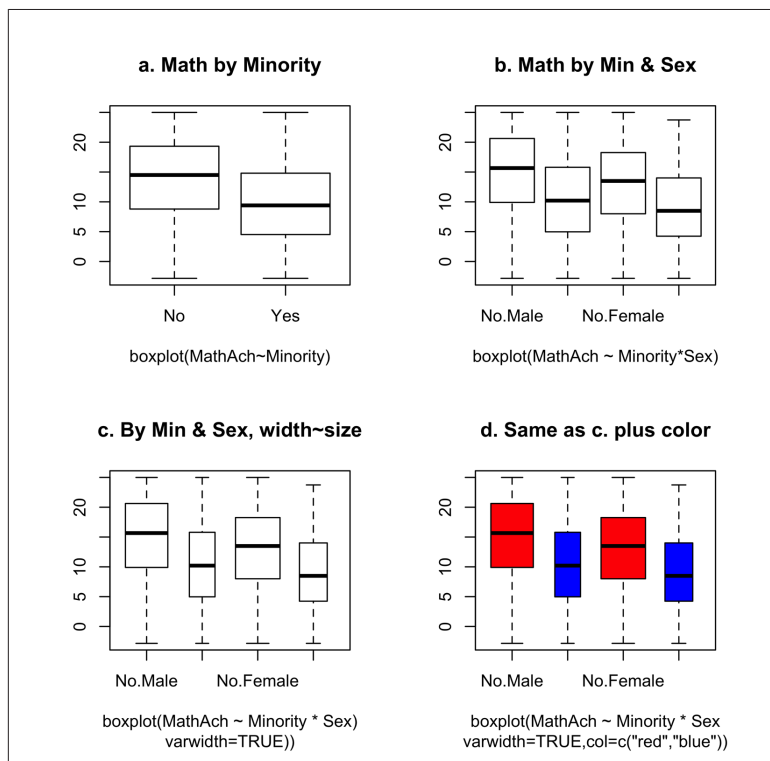 a. Math by Minority
20
10
5
0
No Yes
boxplot(MathAch~Minority)
b. Math by Min & Sex
20
10
5
0
No.Male No.Female
boxplot(MathAch ~ Minority*Sex)
c. By Min & Sex, width~size
20
10
5
0
No.Male No.Female
boxplot(MathAch ~ Minority * Sex)
varwidth=TRUE))
d. Same as c. plus color
20
10
5
0
No.Male No.Female
boxplot(MathAch ~ Minority * Sex
varwidth=TRUE,col=c("red","blue"))